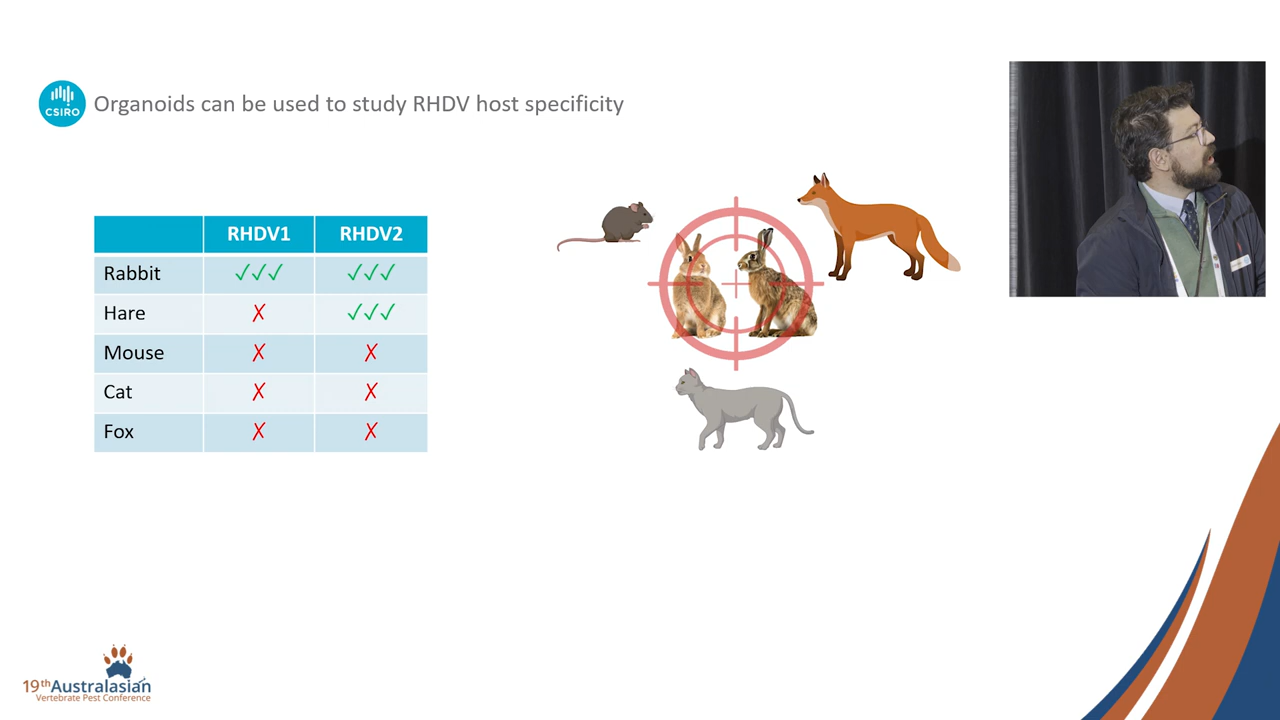 CSIRO
Organoids can be used to study RHDV host specificity
RHDV1 RHDV2
Rabbit ✓✓✓ ✓✓✓
Hare ✗ ✓✓✓
Mouse ✗ ✗
Cat ✗ ✗
Fox ✗ ✗
19th Australasian
Vertebrate Pest Conference